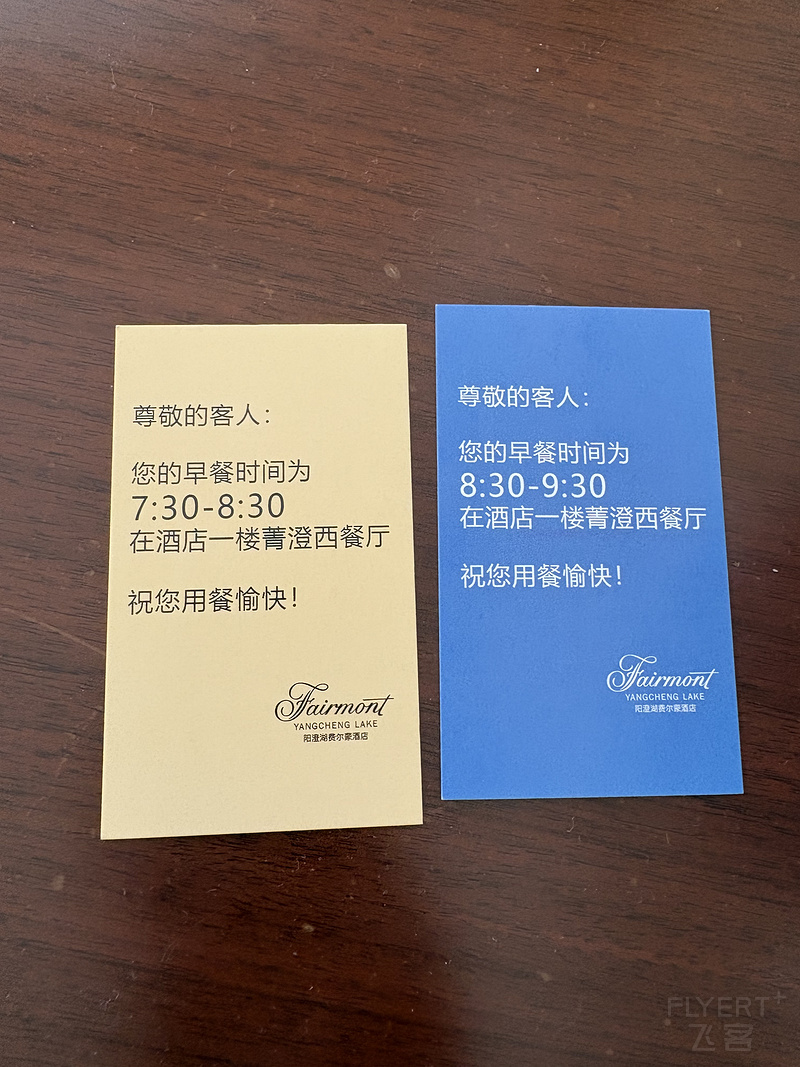 尊敬的客人：
您的早餐时间为
7:30-8:30
在酒店一楼菁澄西餐厅
祝您用餐愉快！
Fairmont
YANGCHENG LAKE
阳澄湖费尔蒙酒店
尊敬的客人：
您的早餐时间为
8:30-9:30
在酒店一楼菁澄西餐厅
祝您用餐愉快！
Fairmont
YANGCHENG LAKE
阳澄湖费尔蒙酒店
FLYERT+
飞客